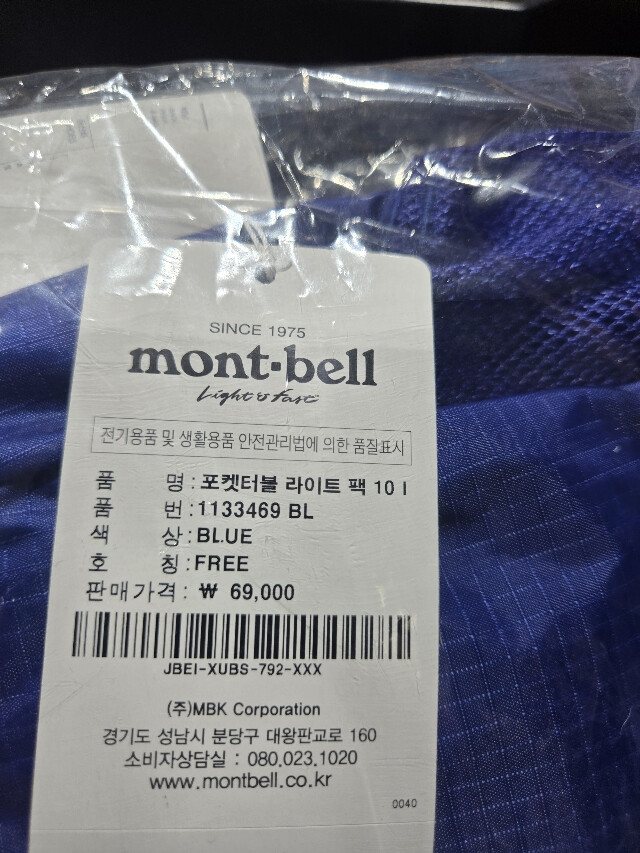 SINCE 1975
mont-bell
Light & Fast
전기용품 및 생활용품 안전관리법에 의한 품질표시
품 명 : 포켓터블 라이트 팩 10 l
품 번 : 1133469 BL
색 상 : BLUE
호 칭 : FREE
판매가격 : ₩ 69,000
JBEI-XUBS-792-XXX
(주)MBK Corporation
경기도 성남시 분당구 대왕판교로 160
소비자상담실 : 080.023.1020
www.montbell.co.kr
0040